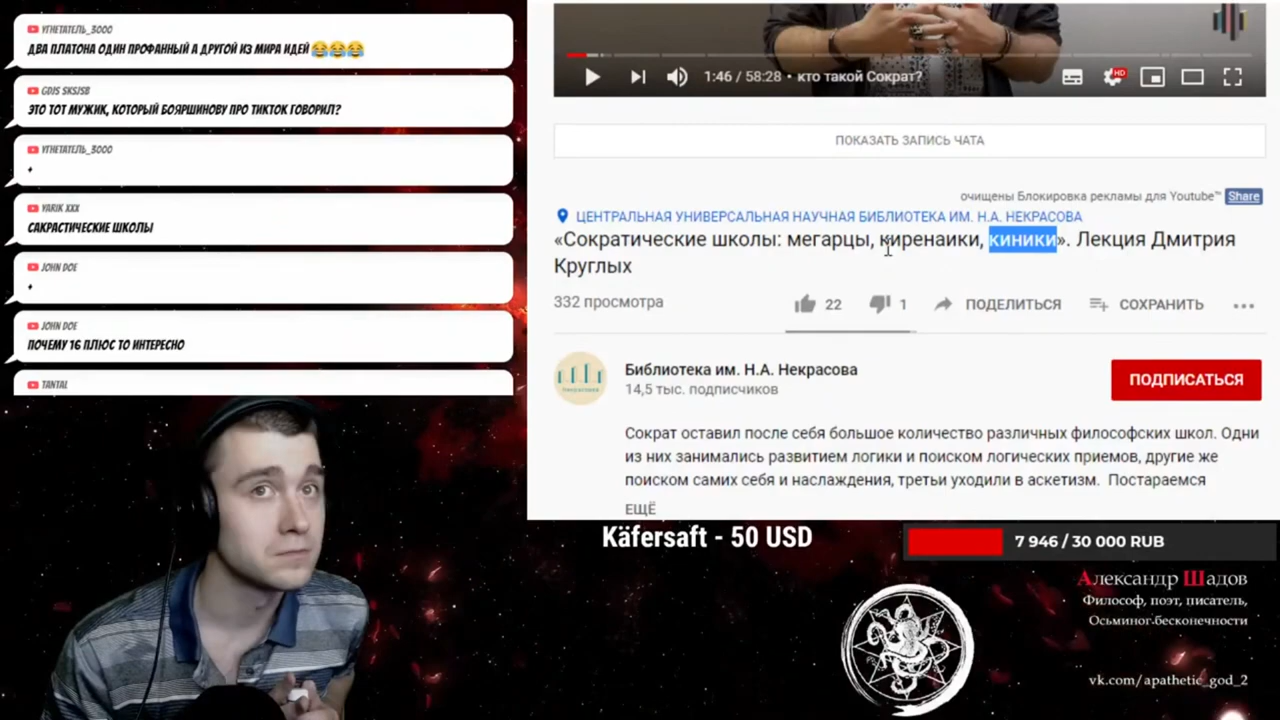 УГНЕТАТЕЛЬ_3000
ДВА ПЛАТОНА ОДИН ПРОФАННЫЙ А ДРУГОЙ ИЗ МИРА ИДЕЙ 😂😂😂
GDJS SKSJSB
ЭТО ТОТ МУЖИК, КОТОРЫЙ БОЯРШИНОВУ ПРО ТИКТОК ГОВОРИЛ?
УГНЕТАТЕЛЬ_3000
+
YARIK XXX
САКРАСТИЧЕСКИЕ ШКОЛЫ
JOHN DOE
+
JOHN DOE
ПОЧЕМУ 16 ПЛЮС ТО ИНТЕРЕСНО
TANTAL
1:46 / 58:28 • кто такой Сократ?
HD
ПОКАЗАТЬ ЗАПИСЬ ЧАТА
очищены Блокировка рекламы для Youtube™ Share
ЦЕНТРАЛЬНАЯ УНИВЕРСАЛЬНАЯ НАУЧНАЯ БИБЛИОТЕКА ИМ. Н.А. НЕКРАСОВА
«Сократические школы: мегарцы, киренаики, киники». Лекция Дмитрия
Круглых
332 просмотра
22
1
ПОДЕЛИТЬСЯ
СОХРАНИТЬ
Библиотека им. Н.А. Некрасова
14,5 тыс. подписчиков
ПОДПИСАТЬСЯ
Сократ оставил после себя большое количество различных философских школ. Одни
из них занимались развитием логики и поиском логических приемов, другие же
поиском самих себя и наслаждения, третьи уходили в аскетизм. Постараемся
ЕЩЁ
Käfersaft - 50 USD
7 946 / 30 000 RUB
Александр Шадов
Философ, поэт, писатель,
Осьминог-бесконечности
vk.com/apathetic_god_2